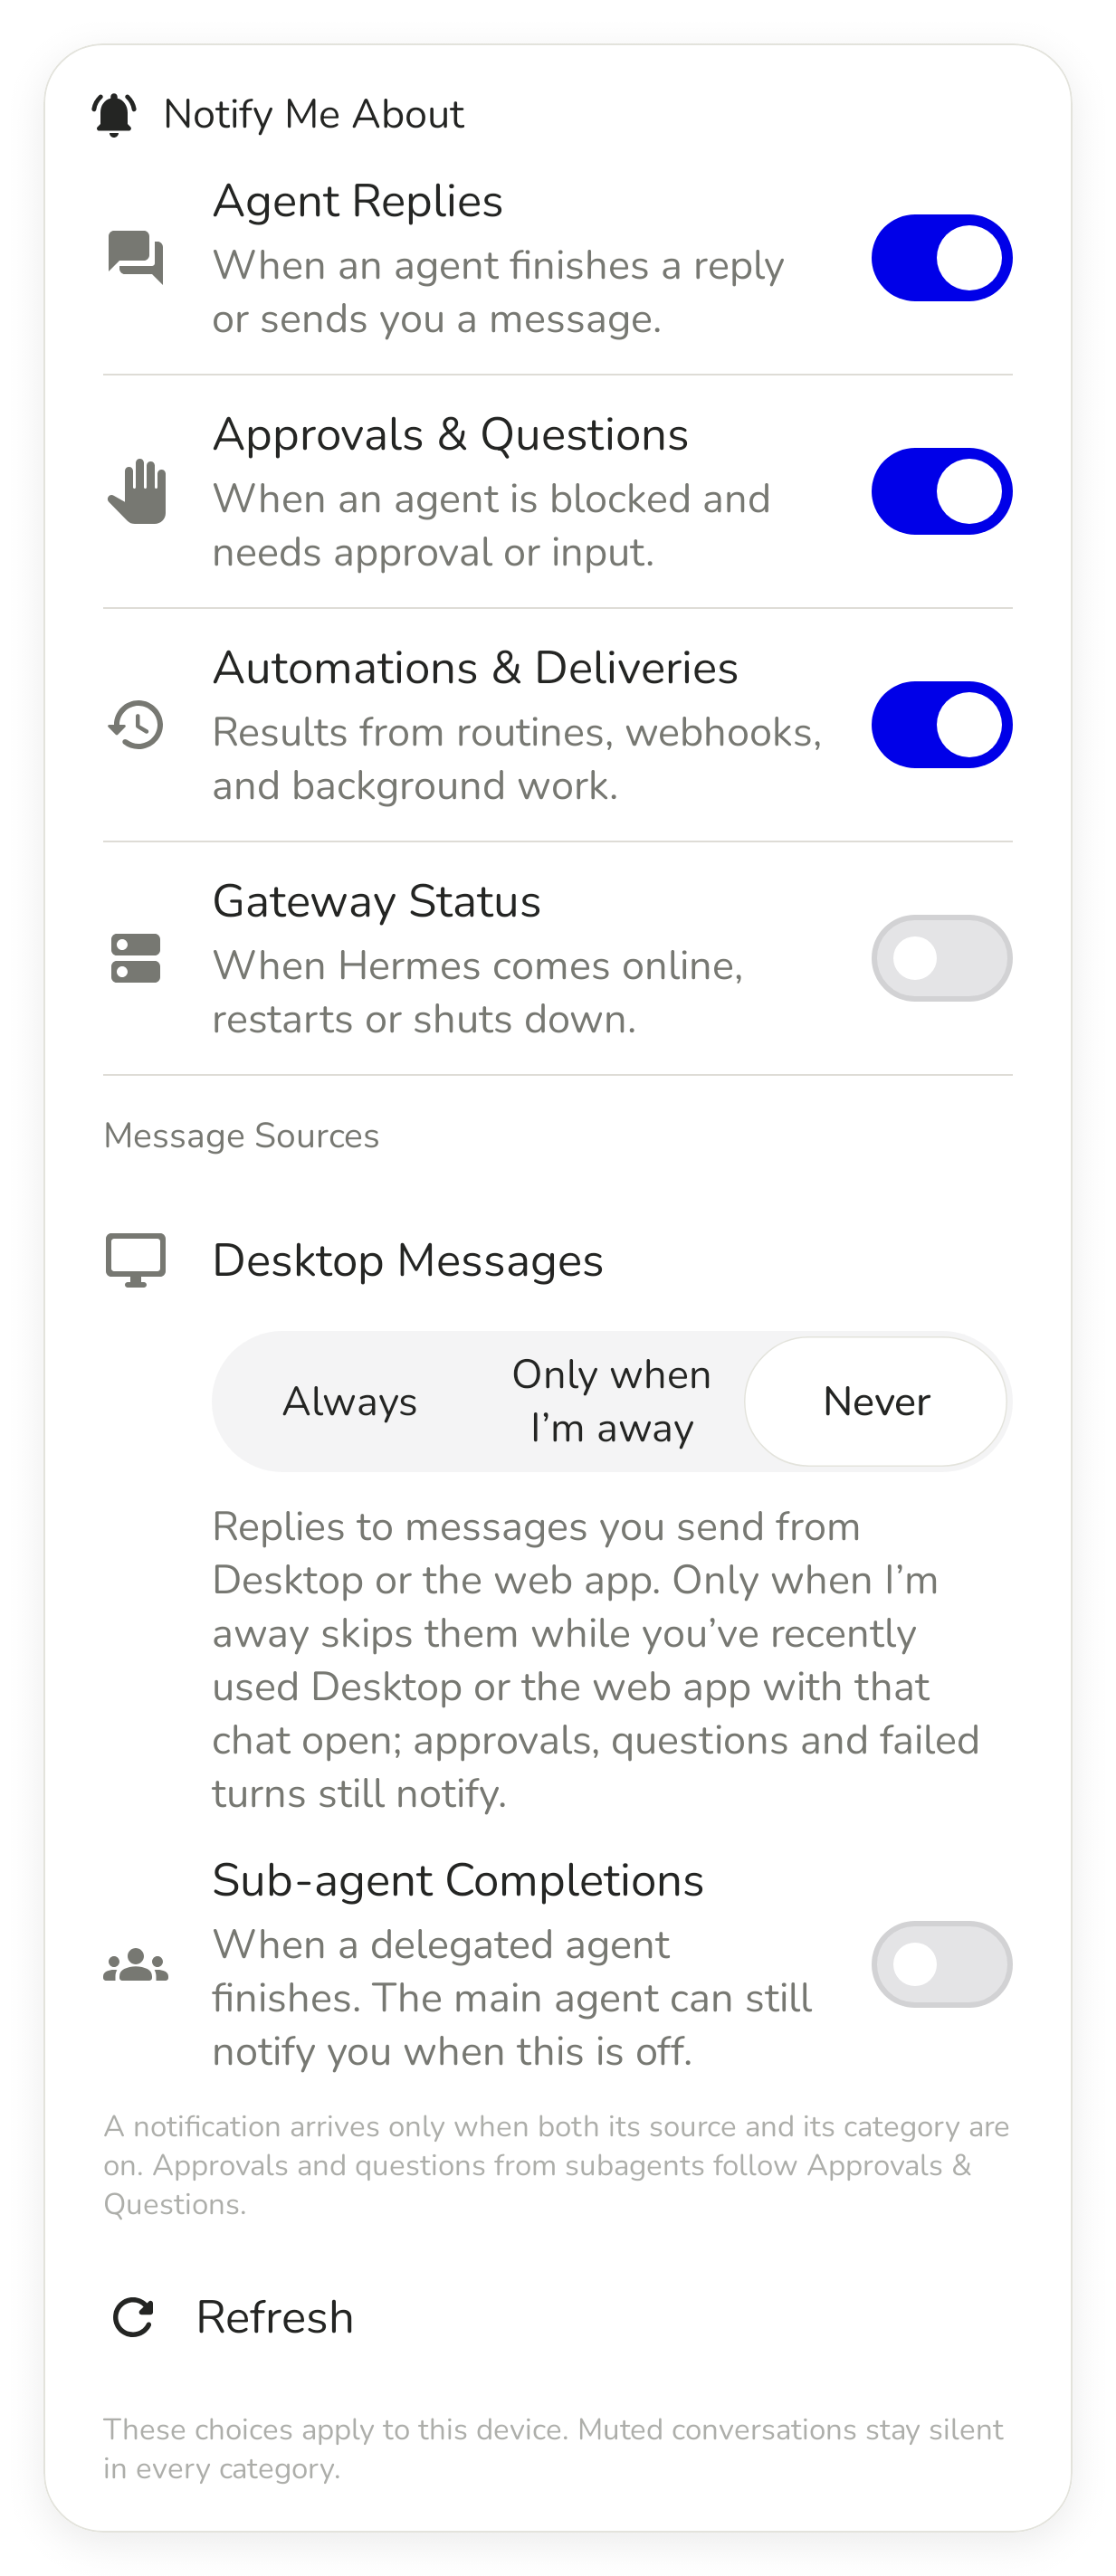 Notify Me About
Agent Replies
When an agent finishes a reply
or sends you a message.
Approvals & Questions
When an agent is blocked and
needs approval or input.
Automations & Deliveries
Results from routines, webhooks,
and background work.
Gateway Status
When Hermes comes online,
restarts or shuts down.
Message Sources
Desktop Messages
Always
Only when
I’m away
Never
Replies to messages you send from
Desktop or the web app. Only when I’m
away skips them while you’ve recently
used Desktop or the web app with that
chat open; approvals, questions and failed
turns still notify.
Sub-agent Completions
When a delegated agent
finishes. The main agent can still
notify you when this is off.
A notification arrives only when both its source and its category are
on. Approvals and questions from subagents follow Approvals &
Questions.
Refresh
These choices apply to this device. Muted conversations stay silent
in every category.